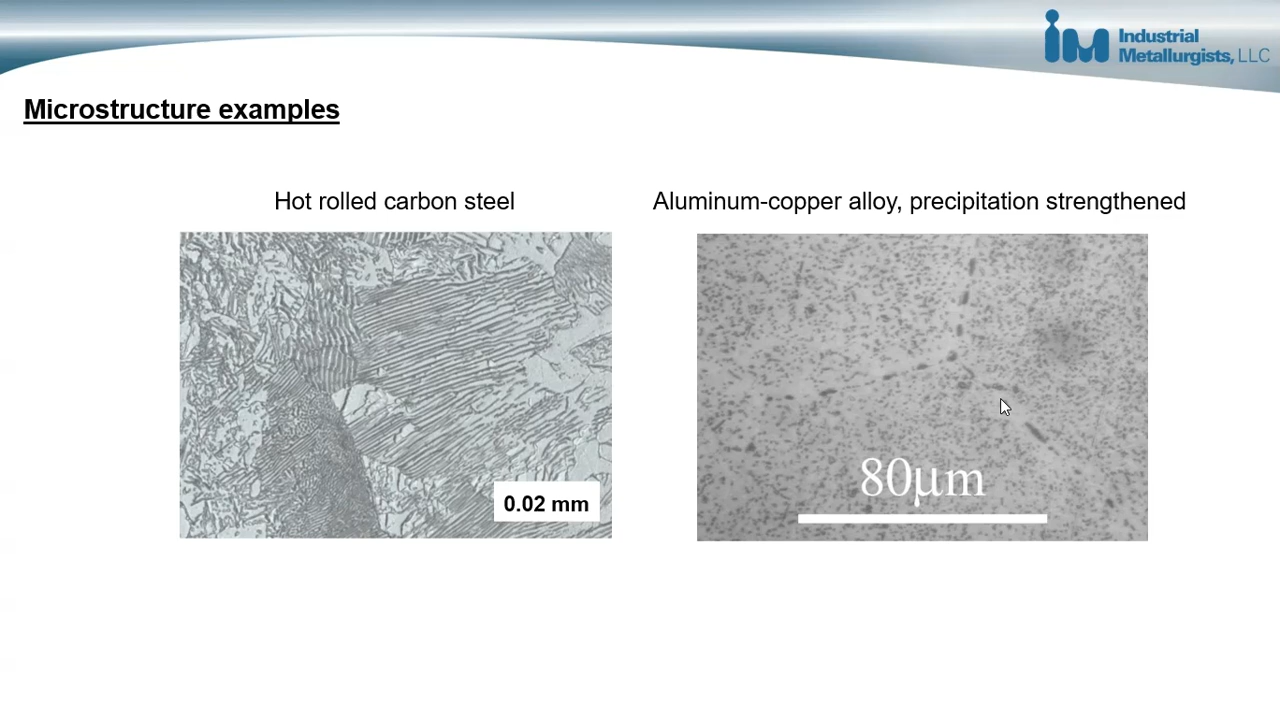 Industrial
Metallurgists, LLC
Microstructure examples
Hot rolled carbon steel
Aluminum-copper alloy, precipitation strengthened
0.02 mm
80μm